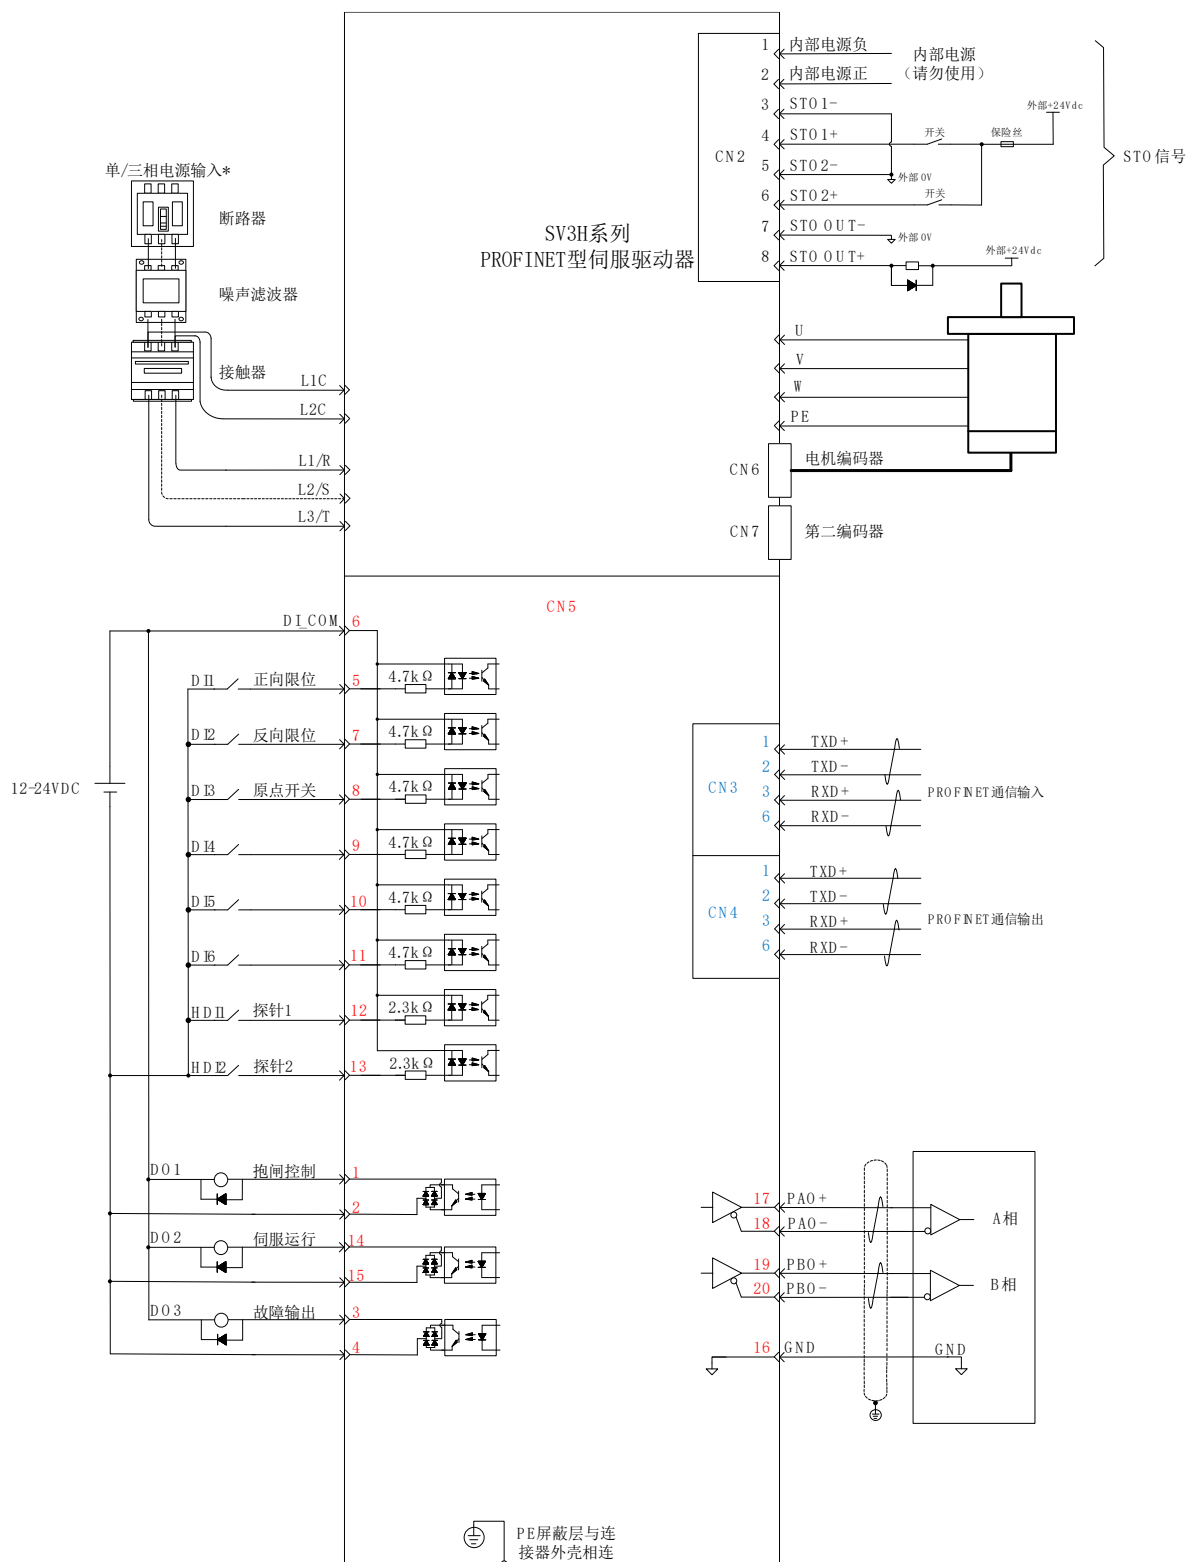 1 内部电源负
内部电源
2 内部电源正
（请勿使用）
3 STO1-
外部+24Vdc
4 STO1+
开关
保险丝
CN2
STO信号
5 STO2-
外部0V
6 STO2+
开关
7 STO OUT-
外部0V
8 STO OUT+
外部+24Vdc
单/三相电源输入*
断路器
噪声滤波器
接触器
SV3H系列
PROFINET型伺服驱动器
L1C
L2C
L1/R
L2/S
L3/T
U
V
W
PE
CN6
电机编码器
CN7
第二编码器
CN5
DI_COM 6
DI1 正向限位 5 4.7kΩ
DI2 反向限位 7 4.7kΩ
12-24VDC
DI3 原点开关 8 4.7kΩ
DI4 9 4.7kΩ
DI5 10 4.7kΩ
DI6 11 4.7kΩ
HDI1 探针1 12 2.3kΩ
HDI2 探针2 13 2.3kΩ
CN3
1 TXD+
2 TXD-
3 RXD+
6 RXD-
PROFINET通信输入
CN4
1 TXD+
2 TXD-
3 RXD+
6 RXD-
PROFINET通信输出
DO1 抱闸控制 1
2
DO2 伺服运行 14
15
DO3 故障输出 3
4
17 PAO+
18 PAO-
A相
19 PBO+
20 PBO-
B相
16 GND
GND
PE屏蔽层与连
接器外壳相连